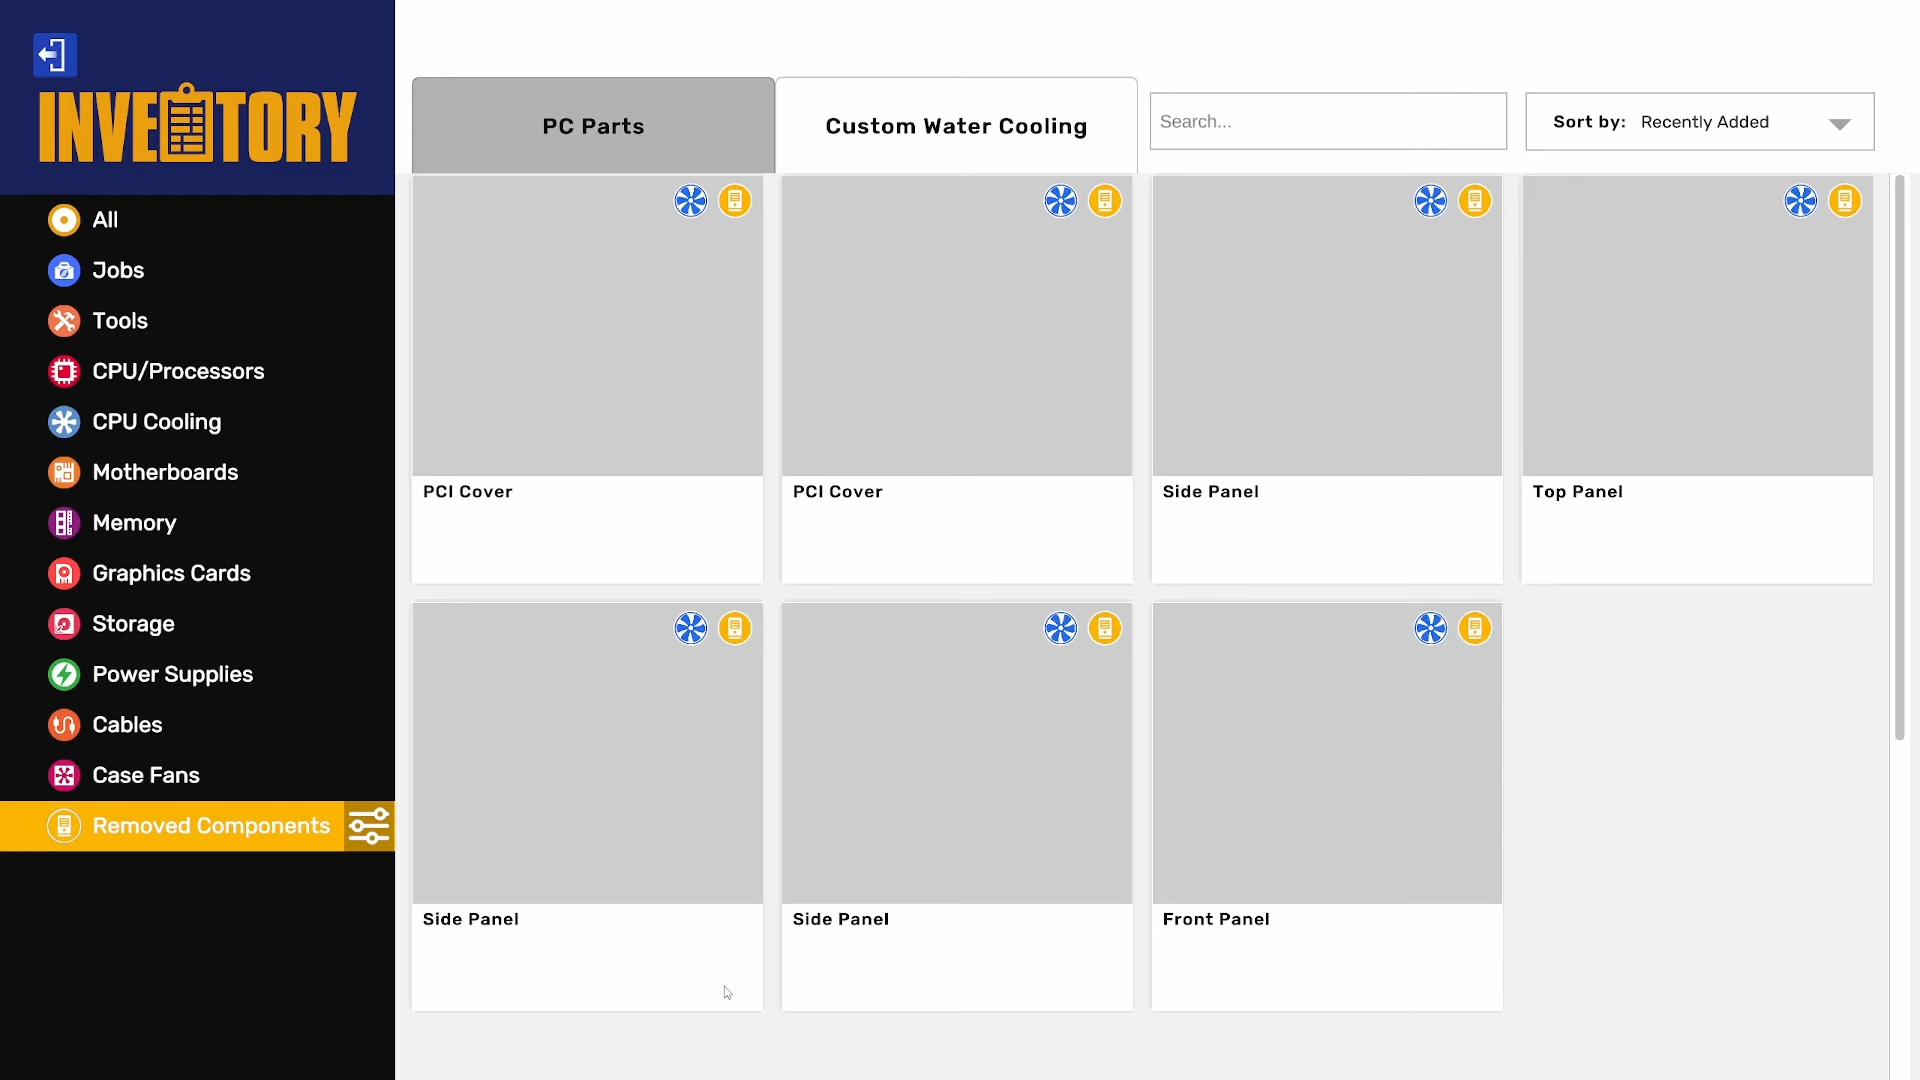 INVENTORY
PC Parts
Custom Water Cooling
Search...
Sort by: Recently Added
All
Jobs
Tools
CPU/Processors
CPU Cooling
Motherboards
Memory
Graphics Cards
Storage
Power Supplies
Cables
Case Fans
Removed Components
PCI Cover
PCI Cover
Side Panel
Top Panel
Side Panel
Side Panel
Front Panel